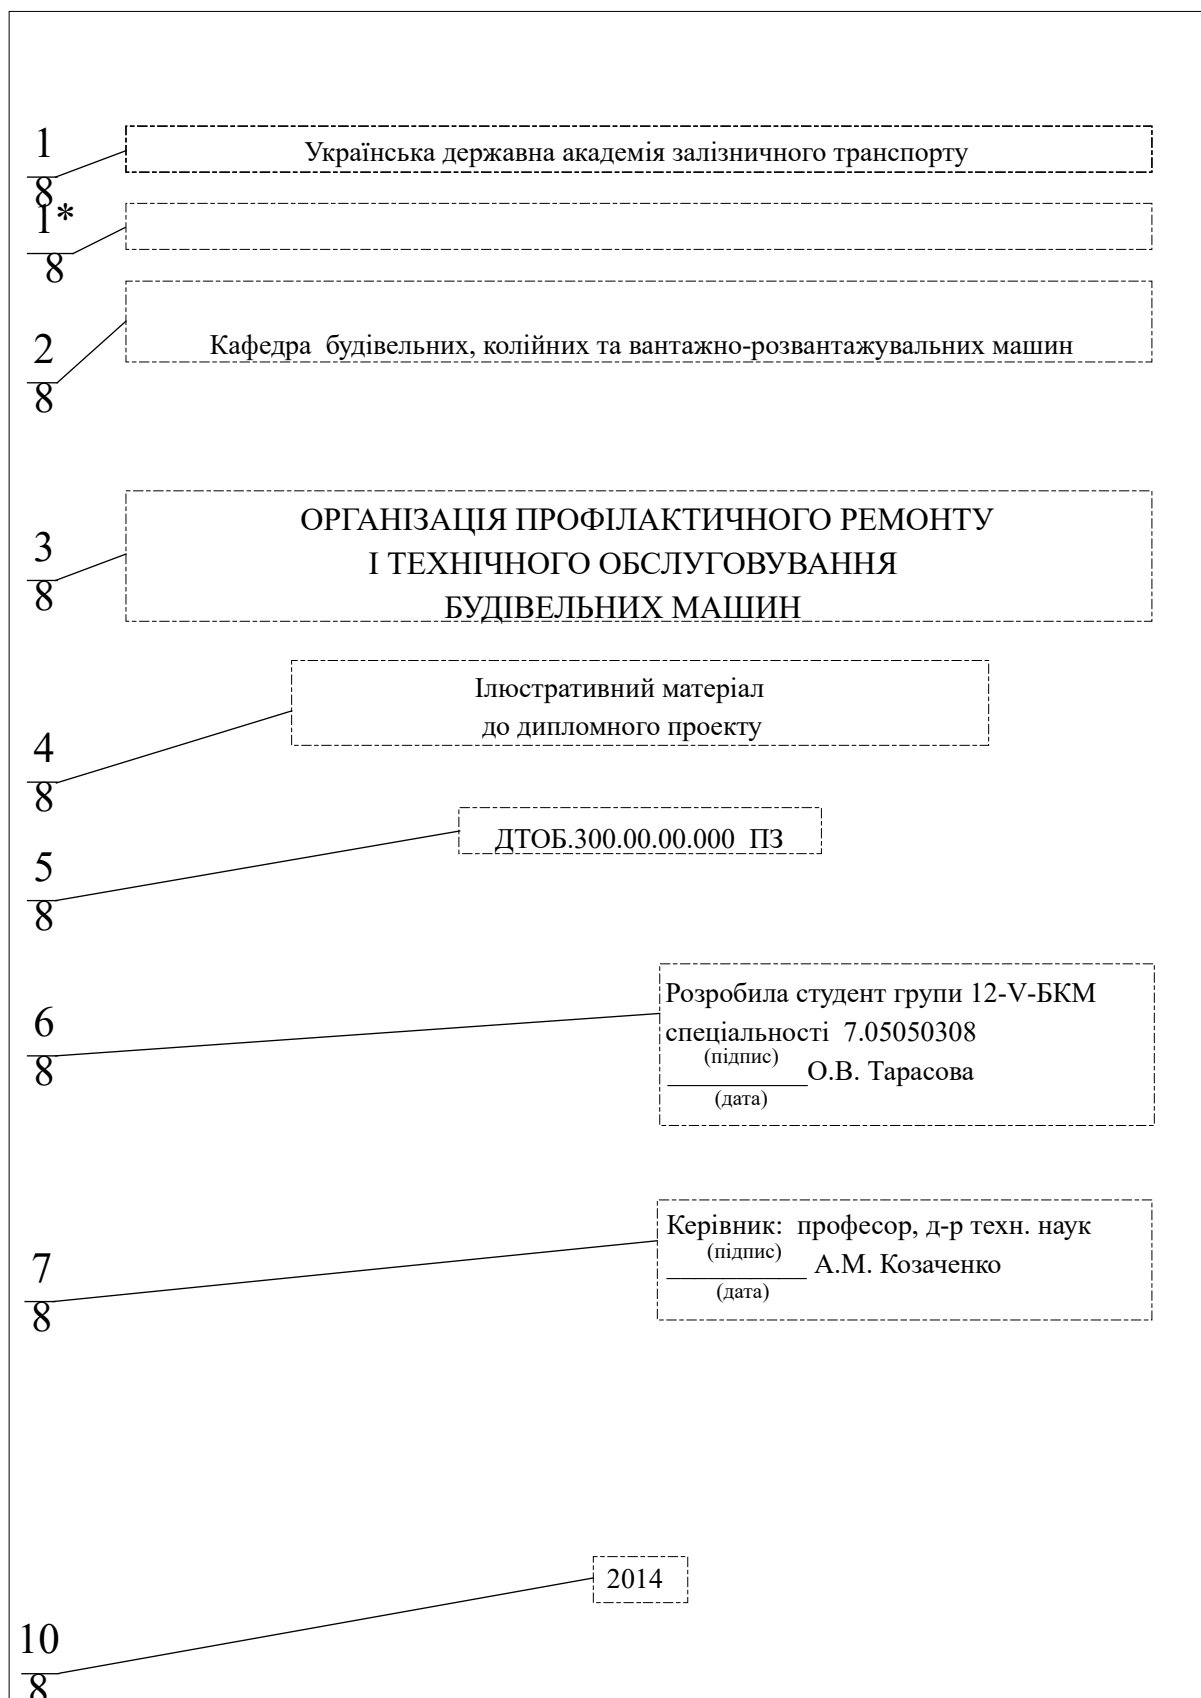 1
8
Українська державна академія залізничного транспорту
1*
8
2
8
Кафедра будівельних, колійних та вантажно-розвантажувальних машин
3
8
ОРГАНІЗАЦІЯ ПРОФІЛАКТИЧНОГО РЕМОНТУ
І ТЕХНІЧНОГО ОБСЛУГОВУВАННЯ
БУДІВЕЛЬНИХ МАШИН
4
8
Ілюстративний матеріал
до дипломного проекту
5
8
ДТОБ.300.00.00.000 ПЗ
6
8
Розробила студент групи 12-V-БКМ
спеціальності 7.05050308
(підпис)
__________О.В. Тарасова
(дата)
7
8
Керівник: професор, д-р техн. наук
(підпис)
__________ А.М. Козаченко
(дата)
10
8
2014